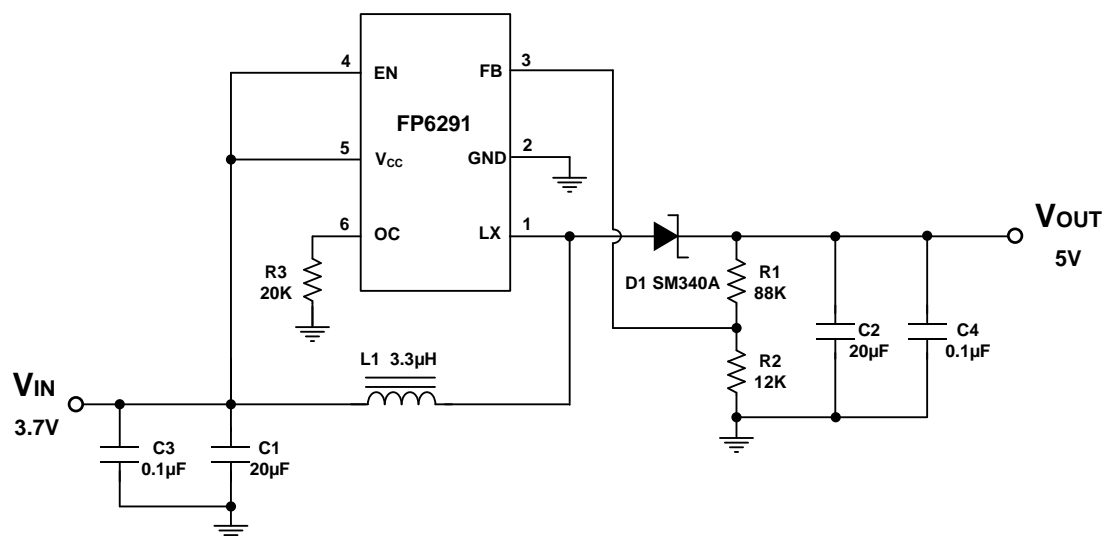 4
EN
FB
3
FP6291
5
VCC
GND
2
6
OC
LX
1
VOUT
5V
R3
20K
D1 SM340A
R1
88K
C2
20µF
C4
0.1µF
L1 3.3µH
R2
12K
VIN
3.7V
C3
0.1µF
C1
20µF